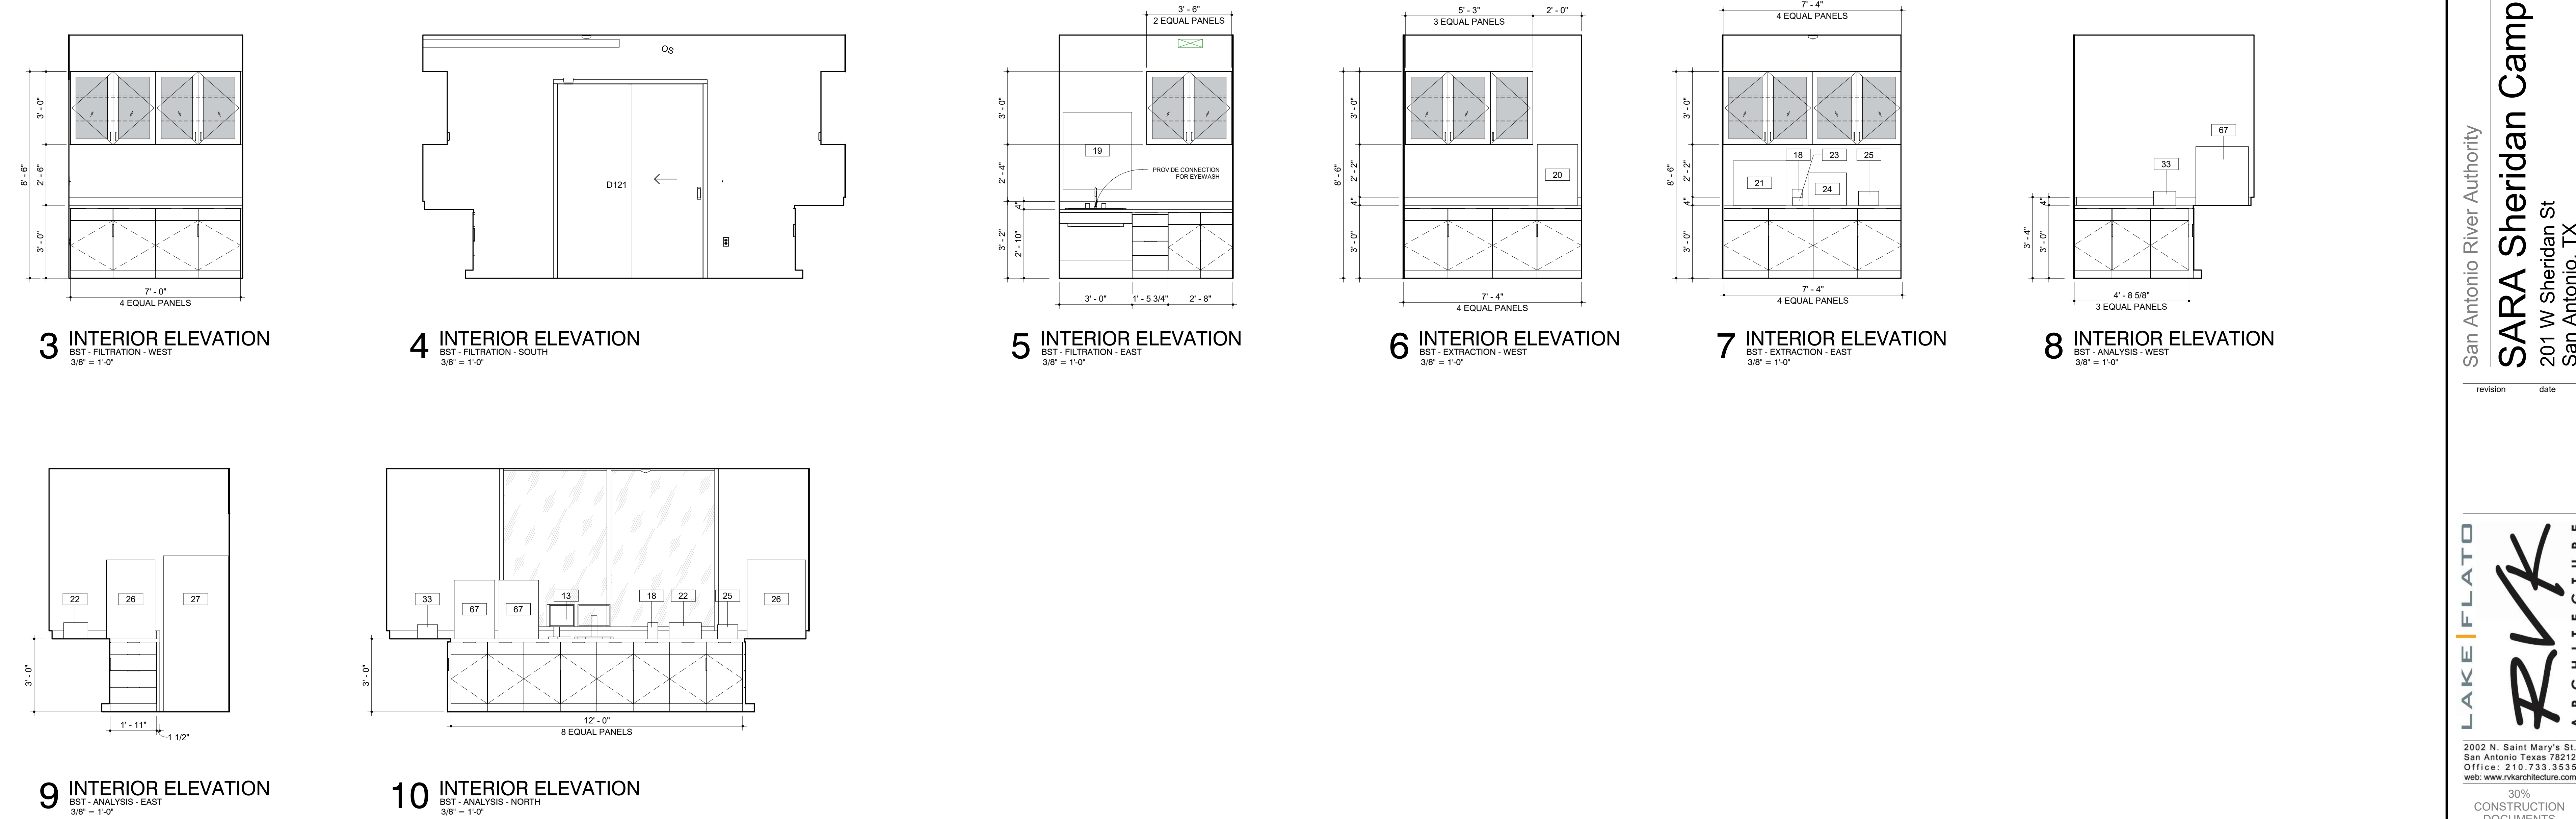 8' - 6"
3' - 0"
2' - 6"
3' - 0"
7' - 0"
4 EQUAL PANELS
3 INTERIOR ELEVATION
BST - FILTRATION - WEST
3/8" = 1'-0"
OS
D121
4 INTERIOR ELEVATION
BST - FILTRATION - SOUTH
3/8" = 1'-0"
3' - 6"
2 EQUAL PANELS
3' - 0"
2' - 4"
4"
3' - 2"
2' - 10"
19
PROVIDE CONNECTION
FOR EYEWASH
3' - 0"
1' - 5 3/4"
2' - 8"
5 INTERIOR ELEVATION
BST - FILTRATION - EAST
3/8" = 1'-0"
5' - 3"
3 EQUAL PANELS
2' - 0"
8' - 6"
3' - 0"
2' - 2"
4"
3' - 0"
20
7' - 4"
4 EQUAL PANELS
6 INTERIOR ELEVATION
BST - EXTRACTION - WEST
3/8" = 1'-0"
7' - 4"
4 EQUAL PANELS
8' - 6"
3' - 0"
2' - 2"
4"
3' - 0"
18
23
25
21
24
7' - 4"
4 EQUAL PANELS
7 INTERIOR ELEVATION
BST - EXTRACTION - EAST
3/8" = 1'-0"
67
33
3' - 4"
4"
3' - 0"
4' - 8 5/8"
3 EQUAL PANELS
8 INTERIOR ELEVATION
BST - ANALYSIS - WEST
3/8" = 1'-0"
22
26
27
3' - 0"
1' - 11"
1 1/2"
9 INTERIOR ELEVATION
BST - ANALYSIS - EAST
3/8" = 1'-0"
33
67
67
13
18
22
25
26
3' - 0"
12' - 0"
8 EQUAL PANELS
10 INTERIOR ELEVATION
BST - ANALYSIS - NORTH
3/8" = 1'-0"
San Antonio River Authority
SARA Sheridan Camp
201 W Sheridan St
San Antonio, TX
revision date
LAKE|FLATO
RVK
ARCHITECTURE
2002 N. Saint Mary's St.
San Antonio Texas 78212
Office: 210.733.3535
web: www.rvkarchitecture.com
30%
CONSTRUCTION
DOCUMENTS